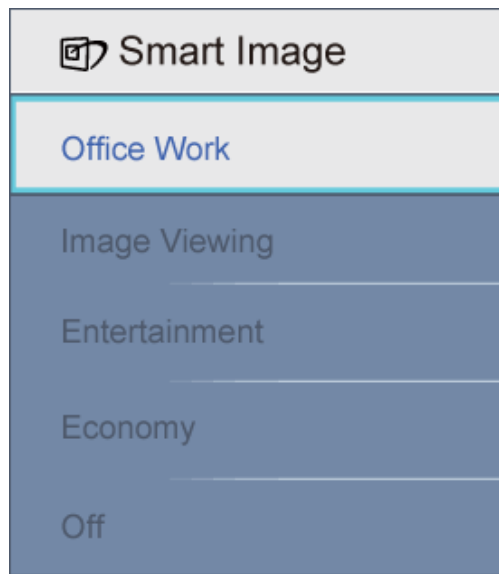 Smart Image
Office Work
Image Viewing
Entertainment
Economy
Off